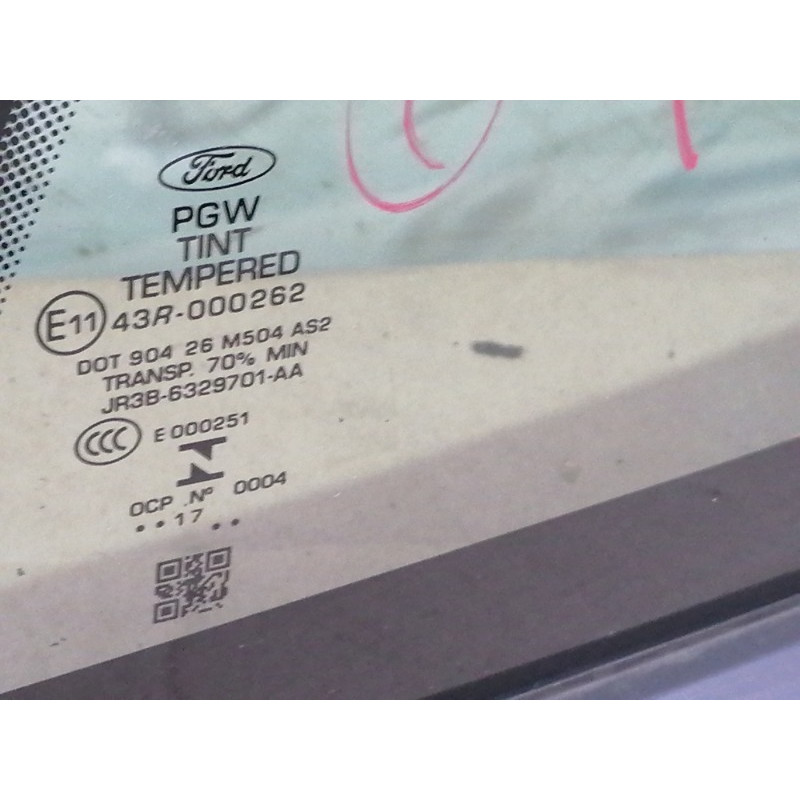 Ford
PGW
TINT
TEMPERED
E11 43R-000262
DOT 904 26 M504 AS2
TRANSP. 70% MIN
JR3B-6329701-AA
CCC E 000251
N
OCP .Nº 0004
..17..